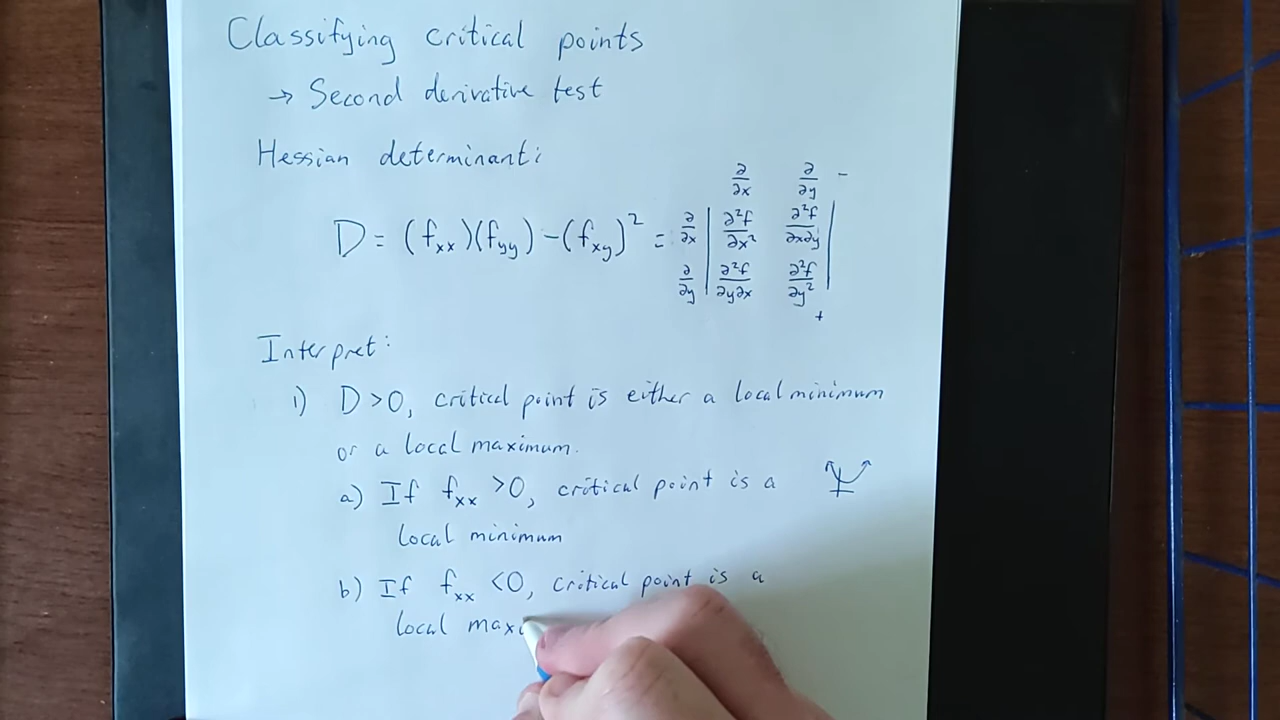 Classifying critical points
→ Second derivative test
Hessian determinant:
∂/∂x ∂/∂y -
D = (fxx)(fyy) - (fxy)² = ∂/∂x | ∂²f/∂x² ∂²f/∂x∂y |
∂/∂y | ∂²f/∂y∂x ∂²f/∂y² |
+
Interpret:
1) D>0, critical point is either a local minimum
or a local maximum.
a) If fxx >0, critical point is a
local minimum
b) If fxx <0, critical point is a
local maxi